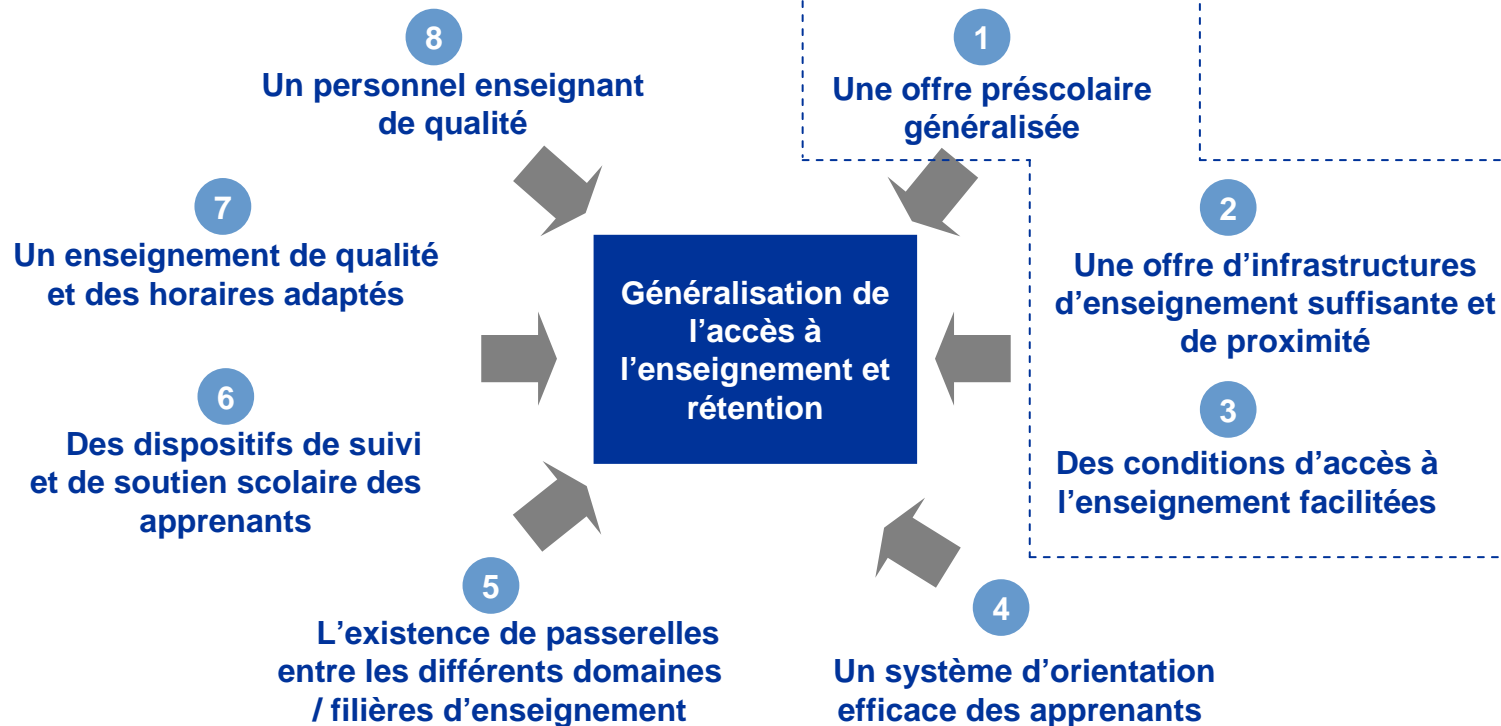 8
Un personnel enseignant
de qualité
1
Une offre préscolaire
généralisée
7
Un enseignement de qualité
et des horaires adaptés
2
Une offre d’infrastructures
d’enseignement suffisante et
de proximité
Généralisation de
l’accès à
l’enseignement et
rétention
6
Des dispositifs de suivi
et de soutien scolaire des
apprenants
3
Des conditions d’accès à
l’enseignement facilitées
5
L’existence de passerelles
entre les différents domaines
/ filières d’enseignement
4
Un système d’orientation
efficace des apprenants